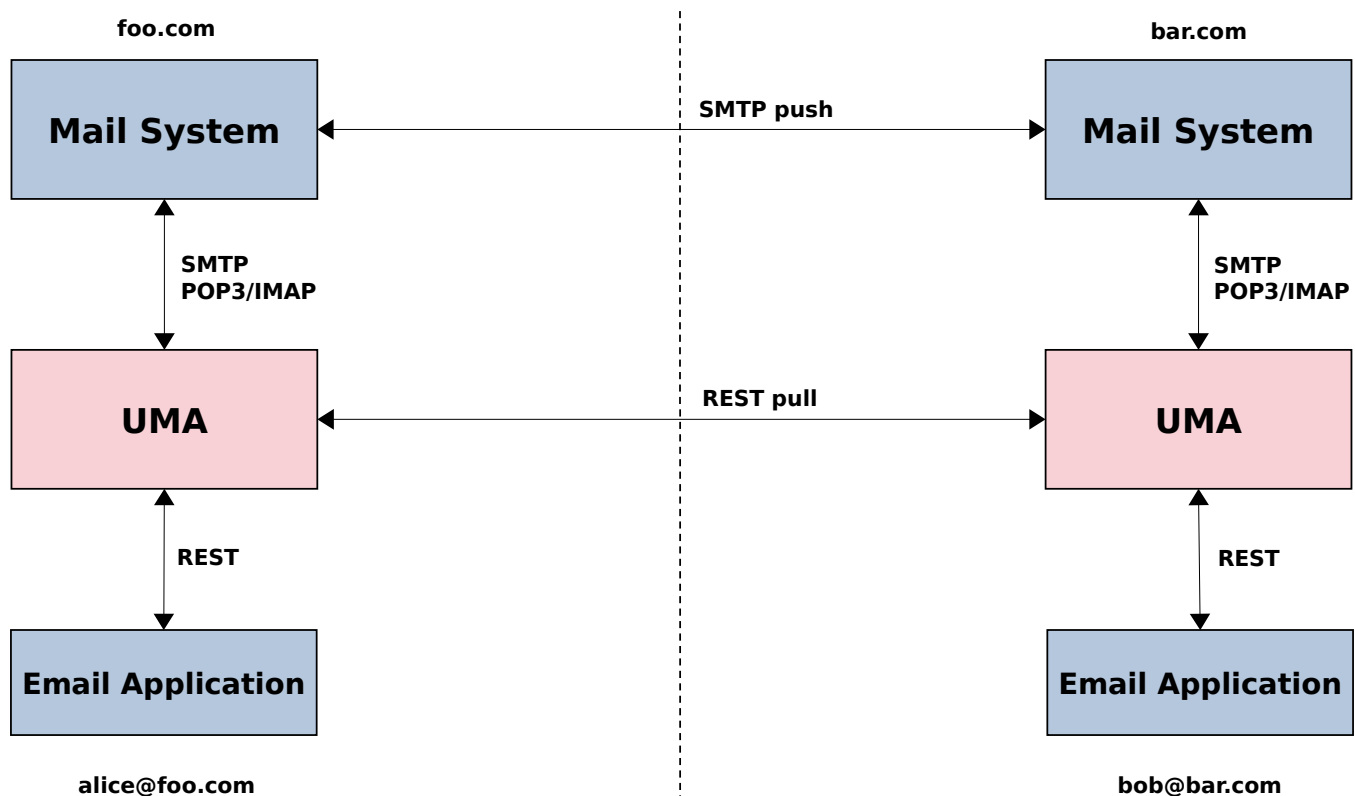 foo.com
bar.com
Mail System
SMTP push
Mail System
SMTP
POP3/IMAP
SMTP
POP3/IMAP
UMA
REST pull
UMA
REST
REST
Email Application
Email Application
alice@foo.com
bob@bar.com